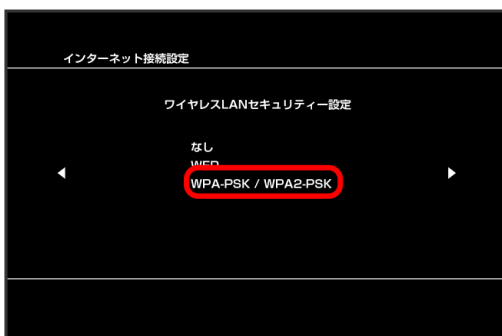 インターネット接続設定
ワイヤレスLANセキュリティー設定
なし
WEP
WPA-PSK / WPA2-PSK